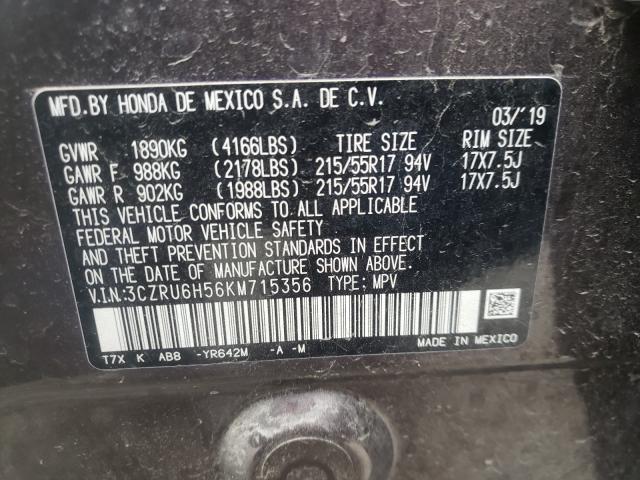 MFD.BY HONDA DE MEXICO S.A. DE C.V.
03/'19
GVWR 1890KG (4166LBS) TIRE SIZE RIM SIZE
GAWR F 988KG (2178LBS) 215/55R17 94V 17X7.5J
GAWR R 902KG (1988LBS) 215/55R17 94V 17X7.5J
THIS VEHICLE CONFORMS TO ALL APPLICABLE
FEDERAL MOTOR VEHICLE SAFETY
AND THEFT PREVENTION STANDARDS IN EFFECT
ON THE DATE OF MANUFACTURE SHOWN ABOVE.
V.I.N:3CZRU6H56KM715356 TYPE: MPV
T7X K AB8 -YR642M -A -M MADE IN MEXICO